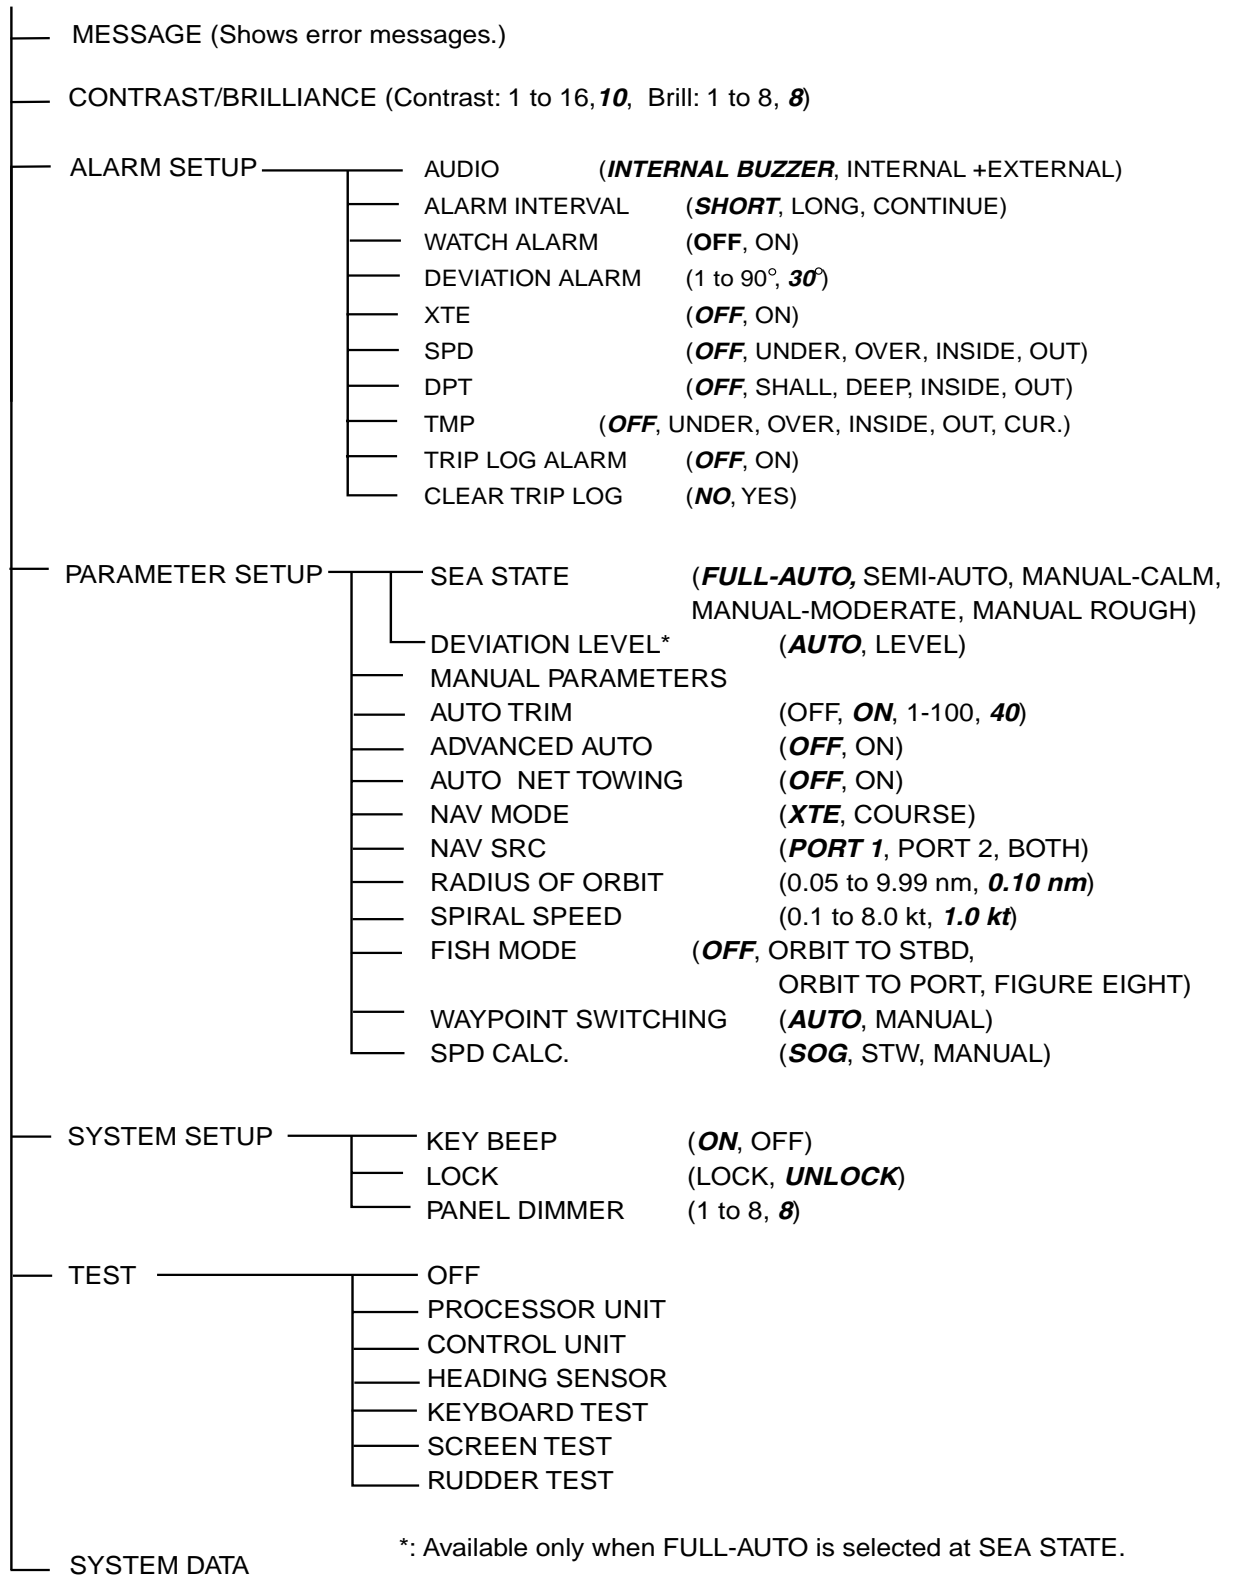 MESSAGE (Shows error messages.)
CONTRAST/BRILLIANCE (Contrast: 1 to 16,10, Brill: 1 to 8, 8)
ALARM SETUP
AUDIO (INTERNAL BUZZER, INTERNAL +EXTERNAL)
ALARM INTERVAL (SHORT, LONG, CONTINUE)
WATCH ALARM (OFF, ON)
DEVIATION ALARM (1 to 90°, 30°)
XTE (OFF, ON)
SPD (OFF, UNDER, OVER, INSIDE, OUT)
DPT (OFF, SHALL, DEEP, INSIDE, OUT)
TMP (OFF, UNDER, OVER, INSIDE, OUT, CUR.)
TRIP LOG ALARM (OFF, ON)
CLEAR TRIP LOG (NO, YES)
PARAMETER SETUP
SEA STATE (FULL-AUTO, SEMI-AUTO, MANUAL-CALM,
MANUAL-MODERATE, MANUAL ROUGH)
DEVIATION LEVEL* (AUTO, LEVEL)
MANUAL PARAMETERS
AUTO TRIM (OFF, ON, 1-100, 40)
ADVANCED AUTO (OFF, ON)
AUTO NET TOWING (OFF, ON)
NAV MODE (XTE, COURSE)
NAV SRC (PORT 1, PORT 2, BOTH)
RADIUS OF ORBIT (0.05 to 9.99 nm, 0.10 nm)
SPIRAL SPEED (0.1 to 8.0 kt, 1.0 kt)
FISH MODE (OFF, ORBIT TO STBD,
ORBIT TO PORT, FIGURE EIGHT)
WAYPOINT SWITCHING (AUTO, MANUAL)
SPD CALC. (SOG, STW, MANUAL)
SYSTEM SETUP
KEY BEEP (ON, OFF)
LOCK (LOCK, UNLOCK)
PANEL DIMMER (1 to 8, 8)
TEST
OFF
PROCESSOR UNIT
CONTROL UNIT
HEADING SENSOR
KEYBOARD TEST
SCREEN TEST
RUDDER TEST
*: Available only when FULL-AUTO is selected at SEA STATE.
SYSTEM DATA